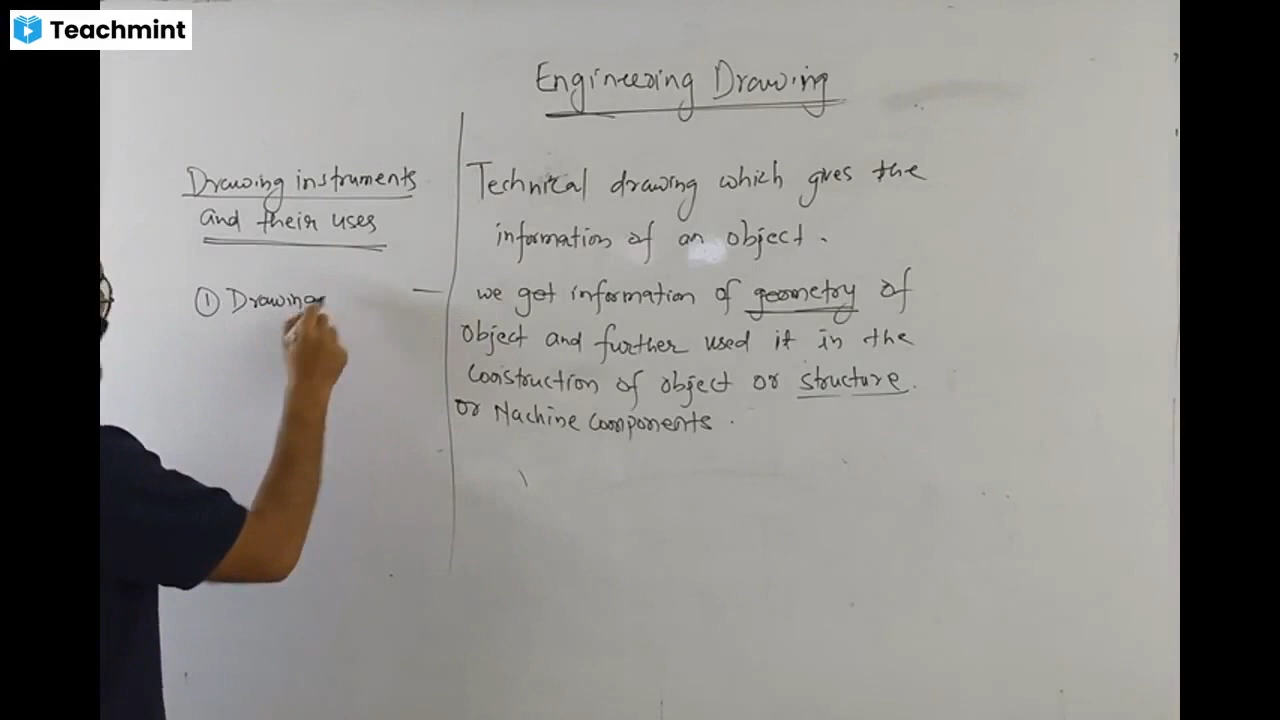 Teachmint
Engineering Drawing
Drawing instruments
and their uses
① Drawing
Technical drawing which gives the
information of an object.
— we get information of geometry of
object and further used it in the
construction of object or structure.
or Machine components.